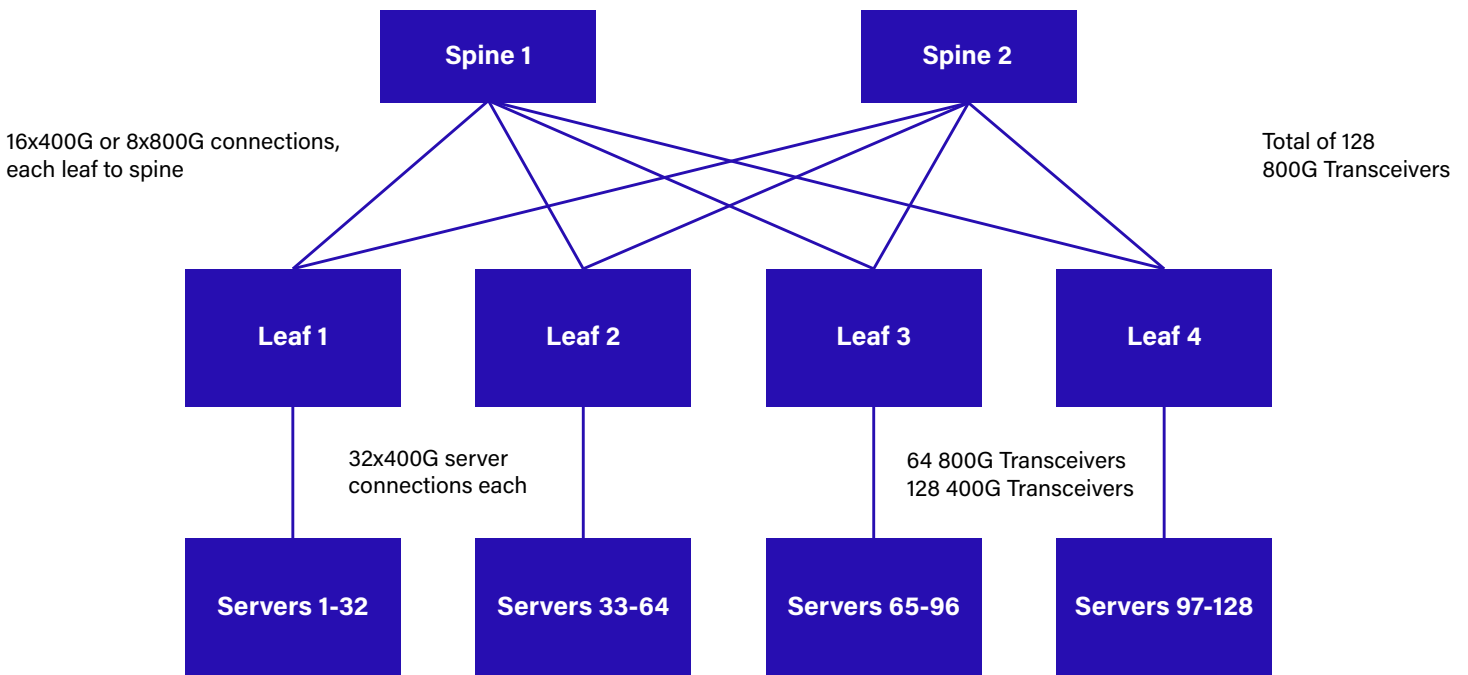 Spine 1
Spine 2
16x400G or 8x800G connections,
each leaf to spine
Total of 128
800G Transceivers
Leaf 1
Leaf 2
Leaf 3
Leaf 4
32x400G server
connections each
64 800G Transceivers
128 400G Transceivers
Servers 1-32
Servers 33-64
Servers 65-96
Servers 97-128